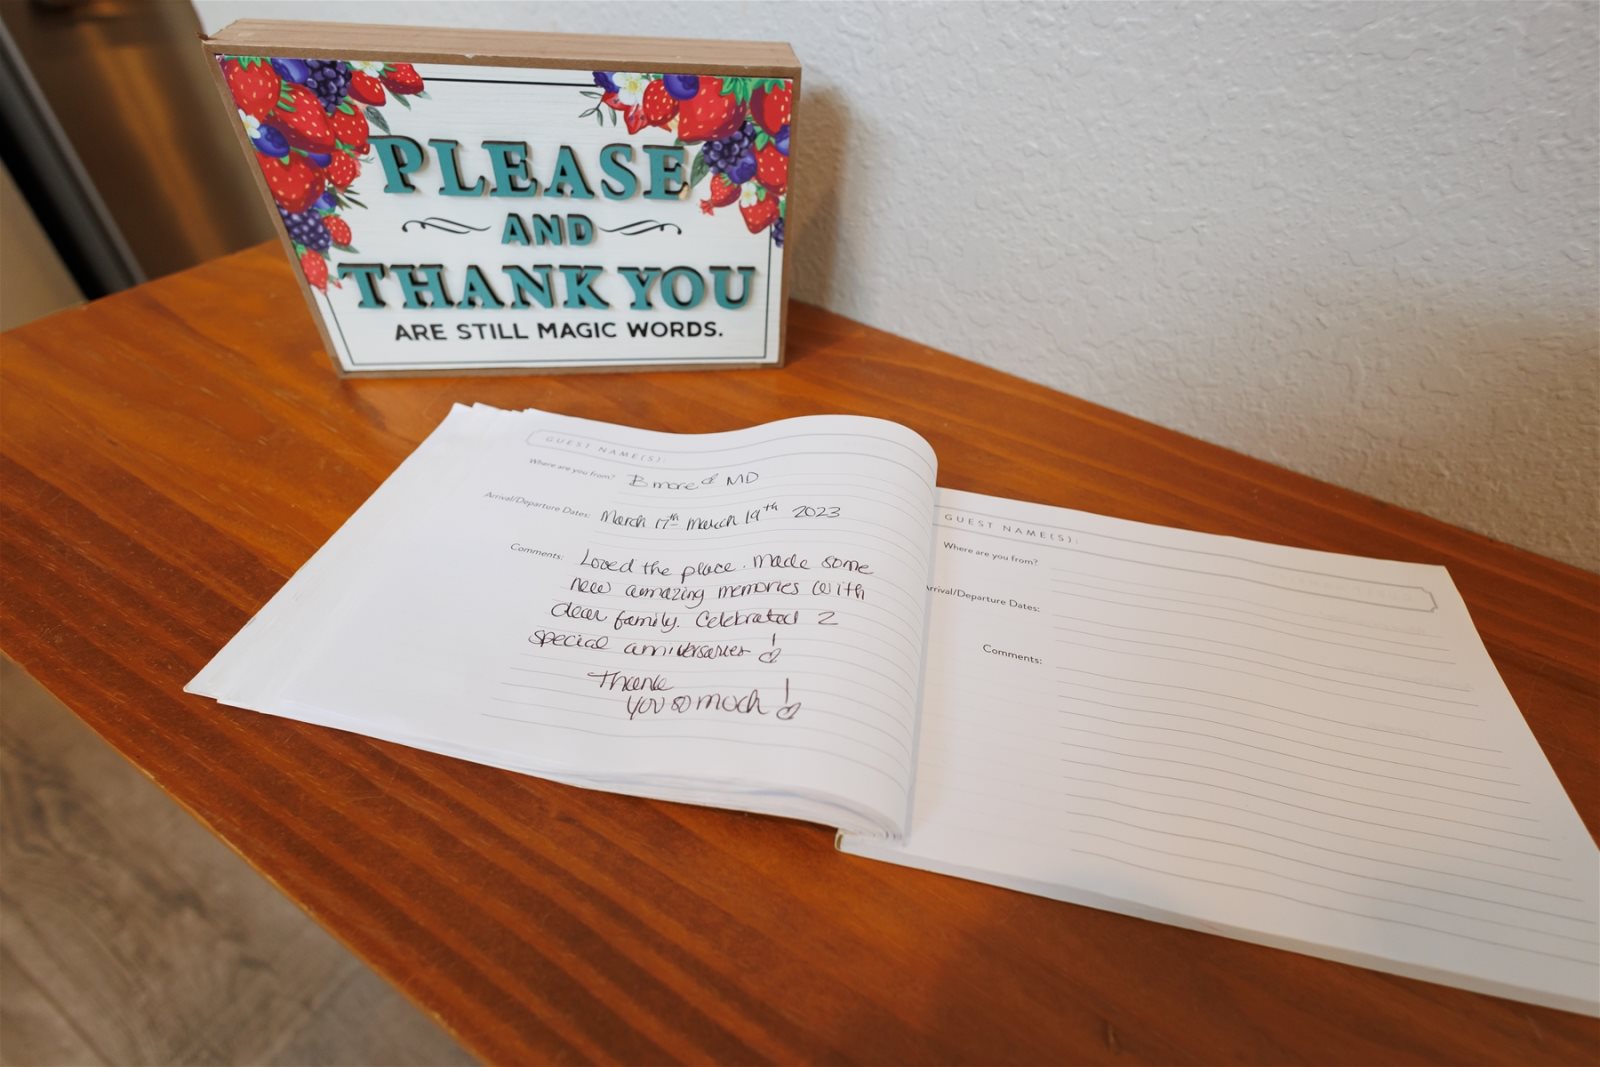 PLEASE
AND
THANK YOU
ARE STILL MAGIC WORDS.
GUEST NAME(S):
Where are you from? Bmore MD
Arrival/Departure Dates: March 17th March 19th 2023
Comments: Loved the place. Made some
new amazing memories with
dear family. Celebrated 2
special anniversaries !
Thank
you so much !
GUEST NAME(S):
Where are you from?
Arrival/Departure Dates:
Comments: